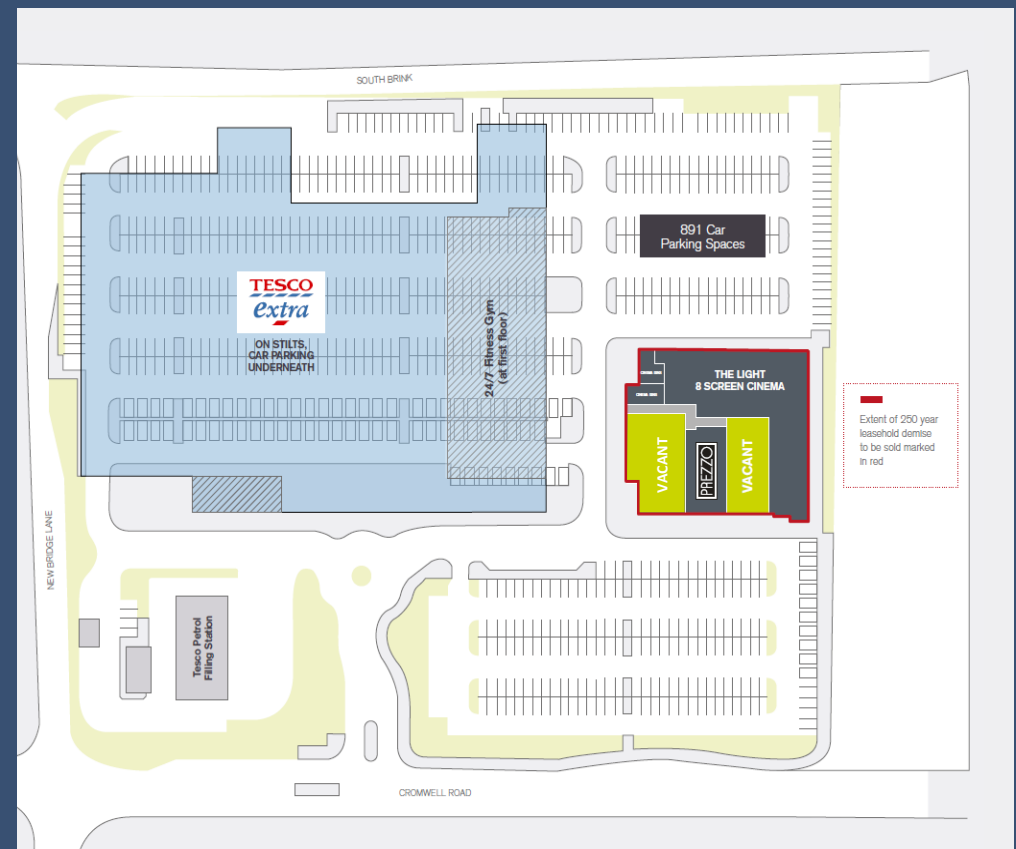 SOUTH BRINK
891 Car
Parking Spaces
TESCO
extra
ON STILTS,
CAR PARKING
UNDERNEATH
24/7 Fitness Gym
(at first floor)
THE LIGHT
8 SCREEN CINEMA
VACANT
PREZZO
VACANT
Extent of 250 year
leasehold demise
to be sold marked
in red
NEW BRIDGE LANE
Tesco Petrol
Filling Station
CROMWELL ROAD